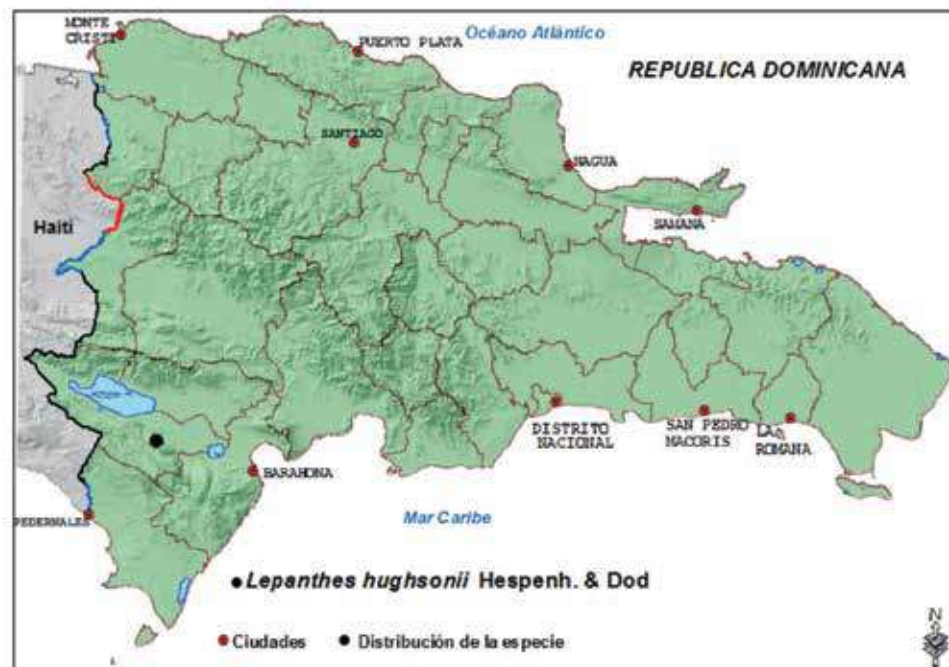 MONTE
CRISTI
PUERTO PLATA
Océano Atlántico
REPUBLICA DOMINICANA
SANTIAGO
NAGUA
SAMANA
Haití
DISTRITO
NACIONAL
SAN PEDRO
MACORIS
LA
ROMANA
BARAHONA
PEDERNALES
Mar Caribe
Lepanthes hughsonii Hespenh. & Dod
Ciudades
Distribución de la especie
N